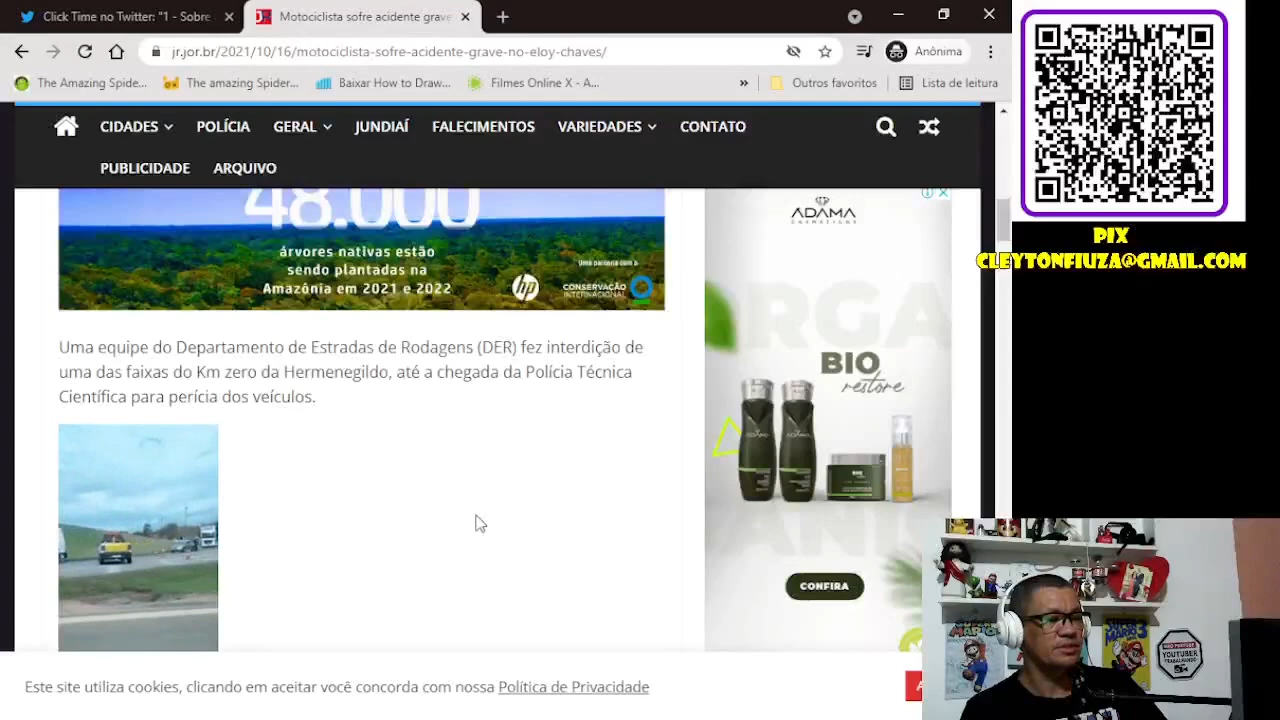 Click Time no Twitter: "1 - Sobre
Motociclista sofre acidente grave
jr.jor.br/2021/10/16/motociclista-sofre-acidente-grave-no-eloy-chaves/
Anônima
The Amazing Spide...
The amazing Spider...
Baixar How to Draw...
Filmes Online X - A...
»
Outros favoritos
Lista de leitura
CIDADES
POLÍCIA
GERAL
JUNDIAÍ
FALECIMENTOS
VARIEDADES
CONTATO
PUBLICIDADE
ARQUIVO
48.000
árvores nativas estão
sendo plantadas na
Amazônia em 2021 e 2022
Uma parceria com a
hp
CONSERVAÇÃO
INTERNACIONAL
Uma equipe do Departamento de Estradas de Rodagens (DER) fez interdição de
uma das faixas do Km zero da Hermenegildo, até a chegada da Polícia Técnica
Científica para perícia dos veículos.
ADAMA
COSMÉTICOS
BIO
restore
CONFIRA
Este site utiliza cookies, clicando em aceitar você concorda com nossa Política de Privacidade
PIX
CLEYTONFIUZA@GMAIL.COM
YOUTUBER
TRABALHANDO